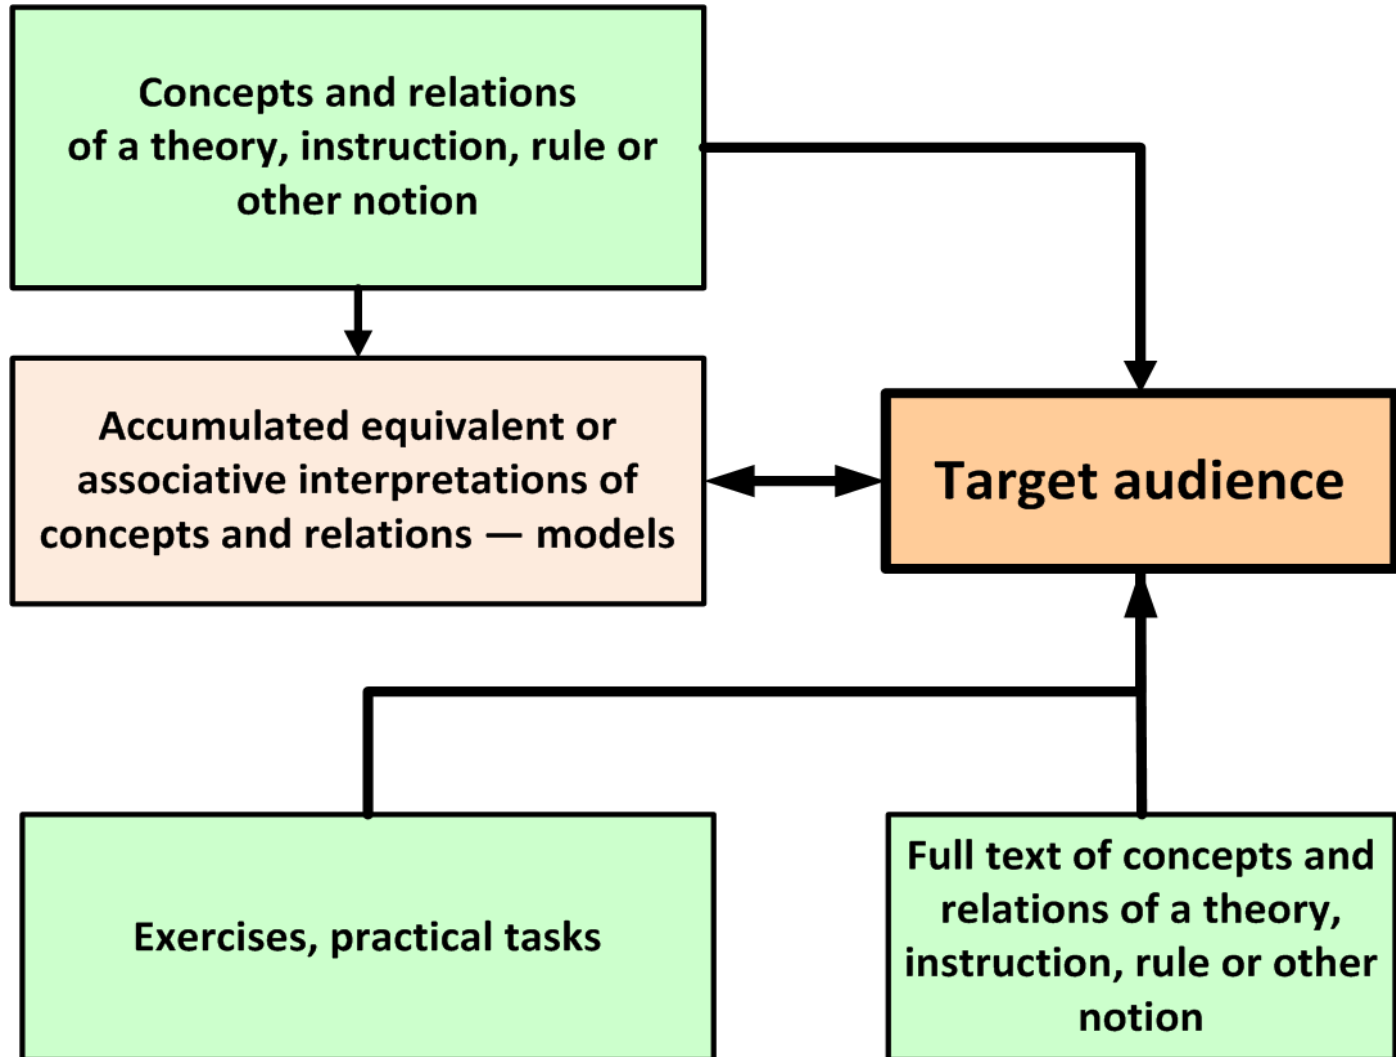 Concepts and relations
of a theory, instruction, rule or
other notion
Accumulated equivalent or
associative interpretations of
concepts and relations — models
Target audience
Exercises, practical tasks
Full text of concepts and
relations of a theory,
instruction, rule or other
notion